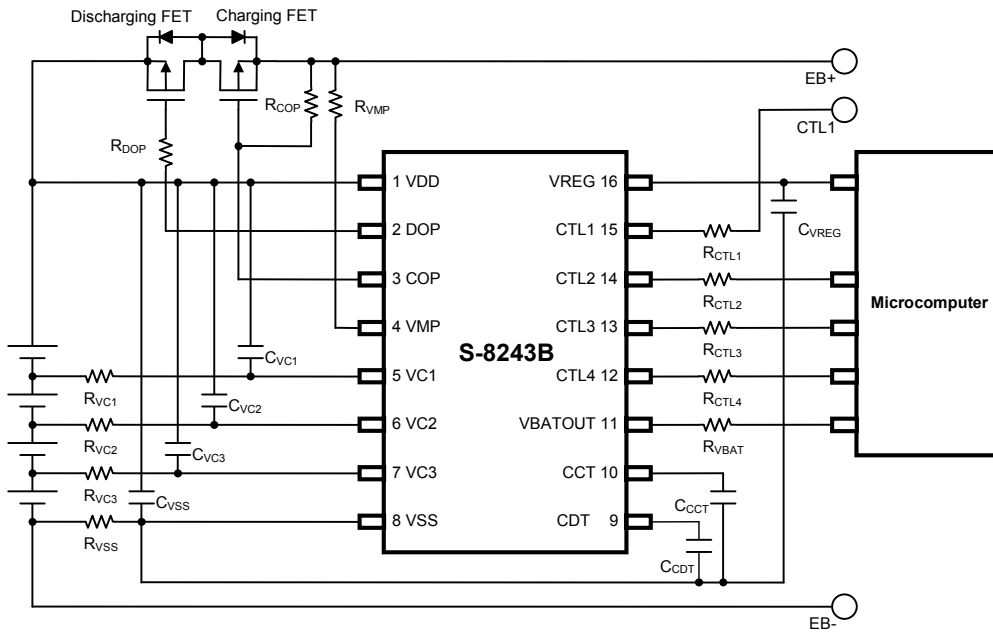 Discharging FET
Charging FET
EB+
RCOP
RVMP
CTL1
RDOP
1 VDD
VREG 16
CVREG
2 DOP
CTL1 15
RCTL1
3 COP
CTL2 14
RCTL2
Microcomputer
4 VMP
CTL3 13
RCTL3
S-8243B
CVC1
5 VC1
CTL4 12
RCTL4
RVC1
CVC2
6 VC2
VBATOUT 11
RVBAT
RVC2
CVC3
7 VC3
CCT 10
RVC3
CVSS
CCCT
8 VSS
CDT 9
RVSS
CCDT
EB-